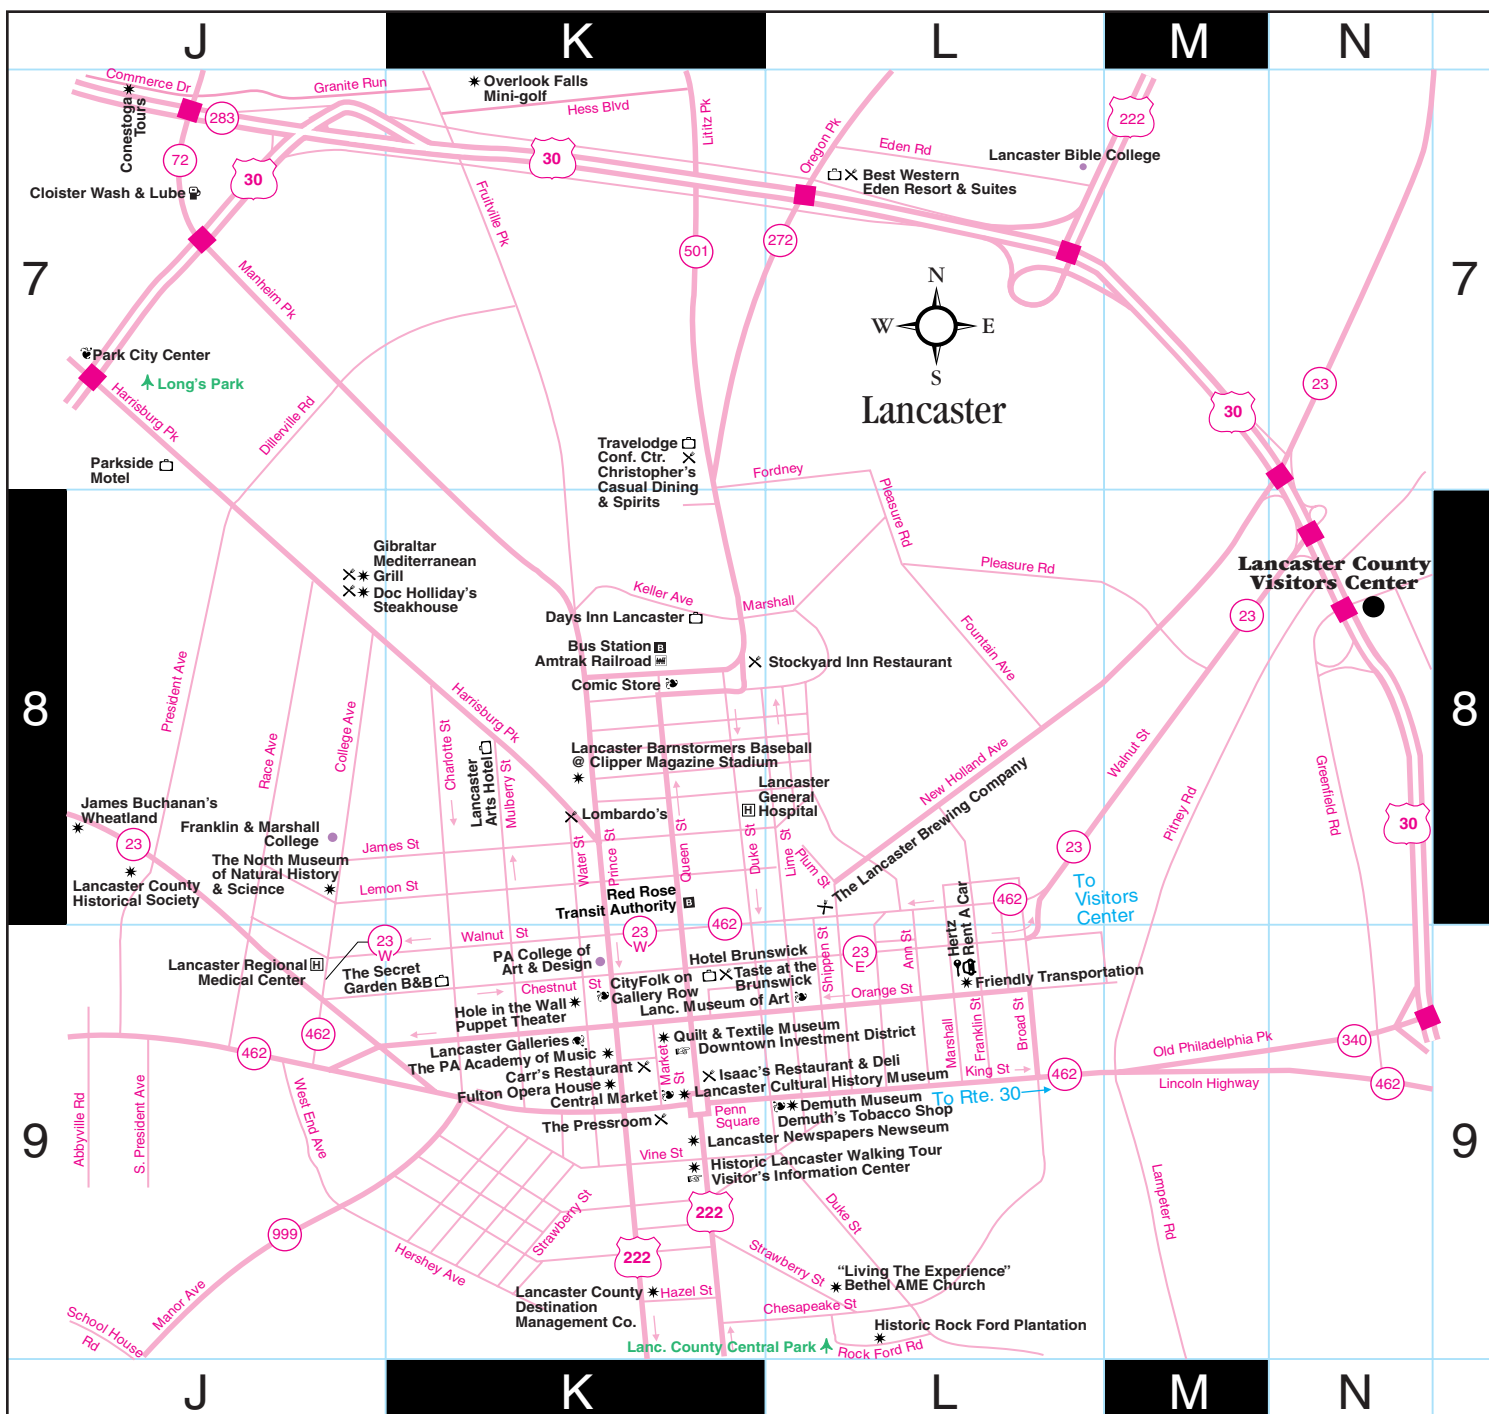 J K L M N
Commerce Dr
Granite Run
Overlook Falls
Mini-golf
Hess Blvd
Lititz Pk
Oregon Pk
Conestoga
Tours
283
222
Eden Rd
Lancaster Bible College
72
30
30
Best Western
Eden Resort & Suites
Cloister Wash & Lube
Fruitville Pk
501
272
7
7
Manheim Pk
N
W E
S
Lancaster
Park City Center
Long's Park
Harrisburg Pk
Dillerville Rd
23
30
Parkside
Motel
Travelodge
Conf. Ctr.
Christopher's
Casual Dining
& Spirits
Fordney
Pleasure Rd
Gibraltar
Mediterranean
Grill
Doc Holliday's
Steakhouse
Pleasure Rd
Lancaster County
Visitors Center
Keller Ave
Marshall
23
Days Inn Lancaster
Fountain Ave
Bus Station B
Amtrak Railroad
Stockyard Inn Restaurant
Comic Store
President Ave
Harrisburg Pk
8
8
Race Ave
College Ave
Charlotte St
Lancaster
Arts Hotel
Mulberry St
Lancaster Barnstormers Baseball
@ Clipper Magazine Stadium
New Holland Ave
Walnut St
Lancaster
General
Hospital
H
The Lancaster Brewing Company
Pitney Rd
Greenfield Rd
30
James Buchanan's
Wheatland
Lombardo's
Franklin & Marshall
College
23
James St
Water St
Prince St
Queen St
Duke St
Lime St
Plum St
23
The North Museum
of Natural History
& Science
Lancaster County
Historical Society
Lemon St
Red Rose
Transit Authority B
To
Visitors
Center
462
462
Hertz
Rent A Car
Walnut St
23
W
23
W
23
E
Lancaster Regional H
Medical Center
The Secret
Garden B&B
PA College of
Art & Design
Hotel Brunswick
Taste at the
Brunswick
Shippen St
Ann St
Chestnut St
CityFolk on
Gallery Row
Lanc. Museum of Art
Friendly Transportation
Orange St
Hole in the Wall
Puppet Theater
462
462
Quilt & Textile Museum
Downtown Investment District
Marshall
Franklin St
Broad St
Lancaster Galleries
The PA Academy of Music
Carr's Restaurant
Fulton Opera House
Central Market
Market
St
Isaac's Restaurant & Deli
Lancaster Cultural History Museum
King St
462
Old Philadelphia Pk
340
Lincoln Highway
462
To Rte. 30
Penn
Square
Demuth Museum
Demuth's Tobacco Shop
The Pressroom
Lancaster Newspapers Newseum
9
9
Abbyville Rd
S. President Ave
West End Ave
Vine St
Historic Lancaster Walking Tour
Visitor's Information Center
222
Duke St
Lampeter Rd
999
Strawberry St
222
Hershey Ave
Strawberry St
"Living The Experience"
Bethel AME Church
Lancaster County
Destination
Management Co.
Hazel St
Chesapeake St
Manor Ave
School House
Rd
Historic Rock Ford Plantation
Lanc. County Central Park
Rock Ford Rd
J K L M N